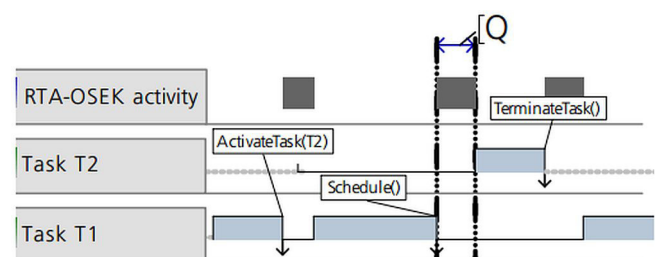 [Q
RTA-OSEK activity
TerminateTask()
ActivateTask(T2)
Task T2
Schedule()
Task T1